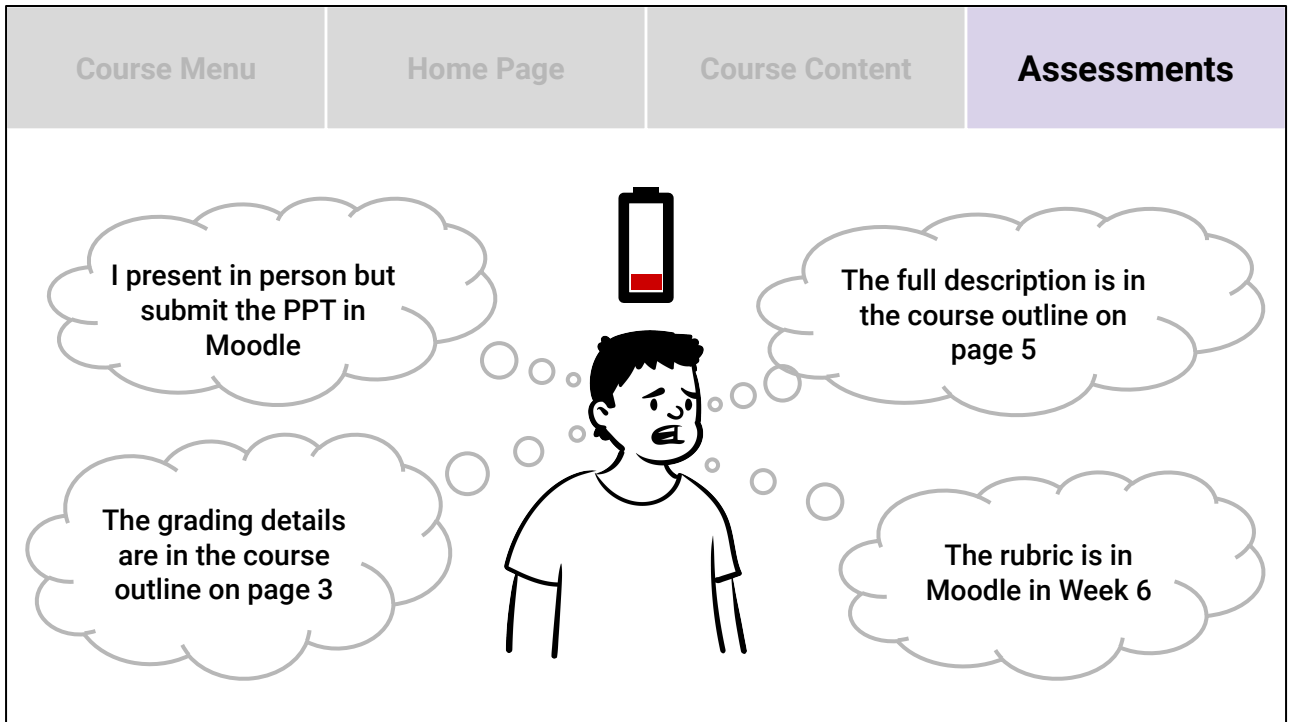 Course Menu
Home Page
Course Content
Assessments
I present in person but
submit the PPT in
Moodle
The full description is in
the course outline on
page 5
The grading details
are in the course
outline on page 3
The rubric is in
Moodle in Week 6